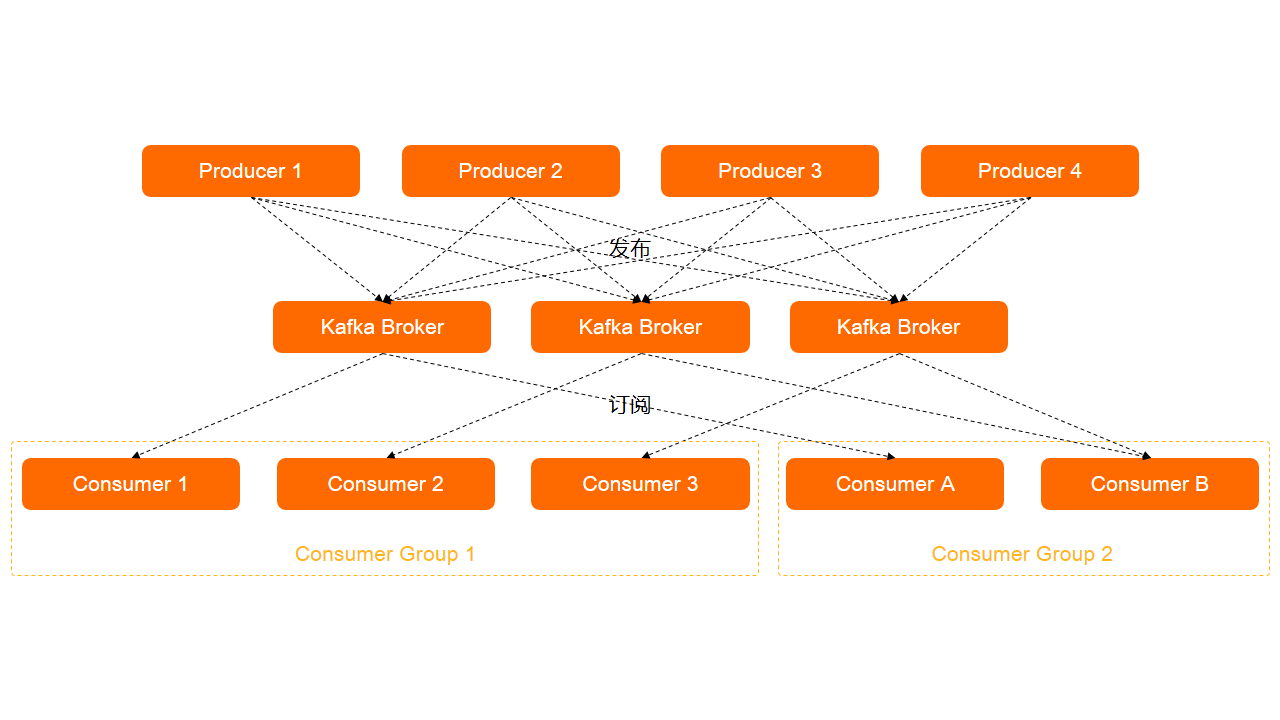 Producer 1
Producer 2
Producer 3
Producer 4
发布
Kafka Broker
Kafka Broker
Kafka Broker
订阅
Consumer 1
Consumer 2
Consumer 3
Consumer A
Consumer B
Consumer Group 1
Consumer Group 2